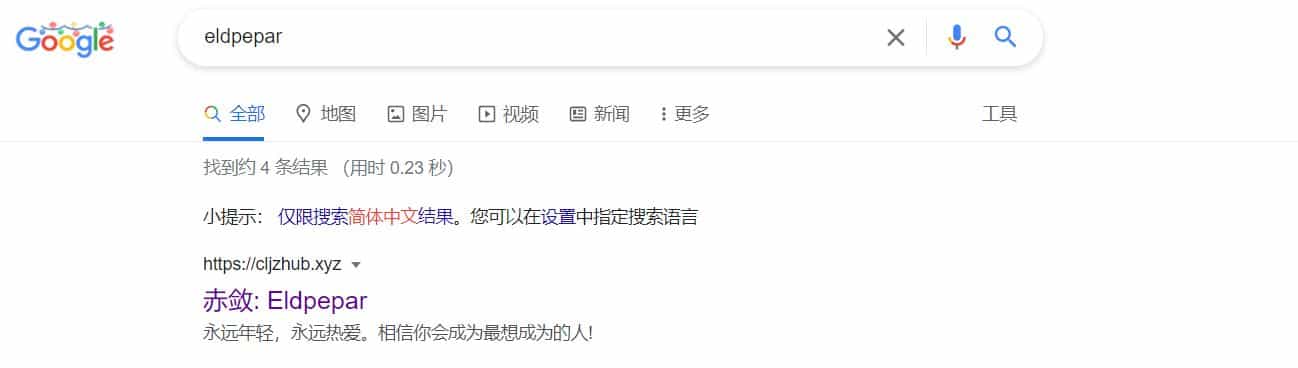 Google eldpepar
全部 地图 图片 视频 新闻 更多 工具
找到约 4 条结果 （用时 0.23 秒）
小提示： 仅限搜索简体中文结果。您可以在设置中指定搜索语言
https://cljzhub.xyz
赤敛: Eldpepar
永远年轻，永远热爱。相信你会成为最想成为的人!